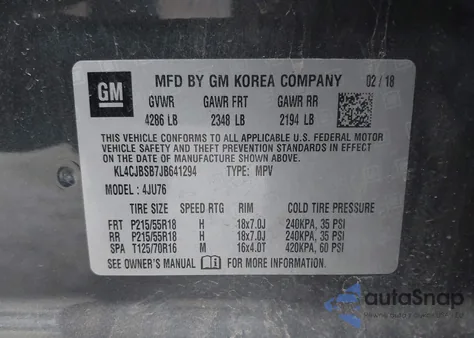 GM MFD BY GM KOREA COMPANY 02 / 18
GVWR GAWR FRT GAWR RR
4286 LB 2348 LB 2194 LB
THIS VEHICLE CONFORMS TO ALL APPLICABLE U.S. FEDERAL MOTOR
VEHICLE SAFETY AND THEFT PREVENTION STANDARDS IN EFFECT
ON THE DATE OF MANUFACTURE SHOWN ABOVE.
KL4CJBSB7JB641294 TYPE: MPV
MODEL: 4JU76
TIRE SIZE SPEED RTG RIM COLD TIRE PRESSURE
FRT P215/55R18 H 18x7.0J 240KPA, 35 PSI
RR P215/55R18 H 18x7.0J 240KPA, 35 PSI
SPA T125/70R16 M 16x4.0T 420KPA, 60 PSI
SEE OWNER'S MANUAL FOR MORE INFORMATION.
autoSnap